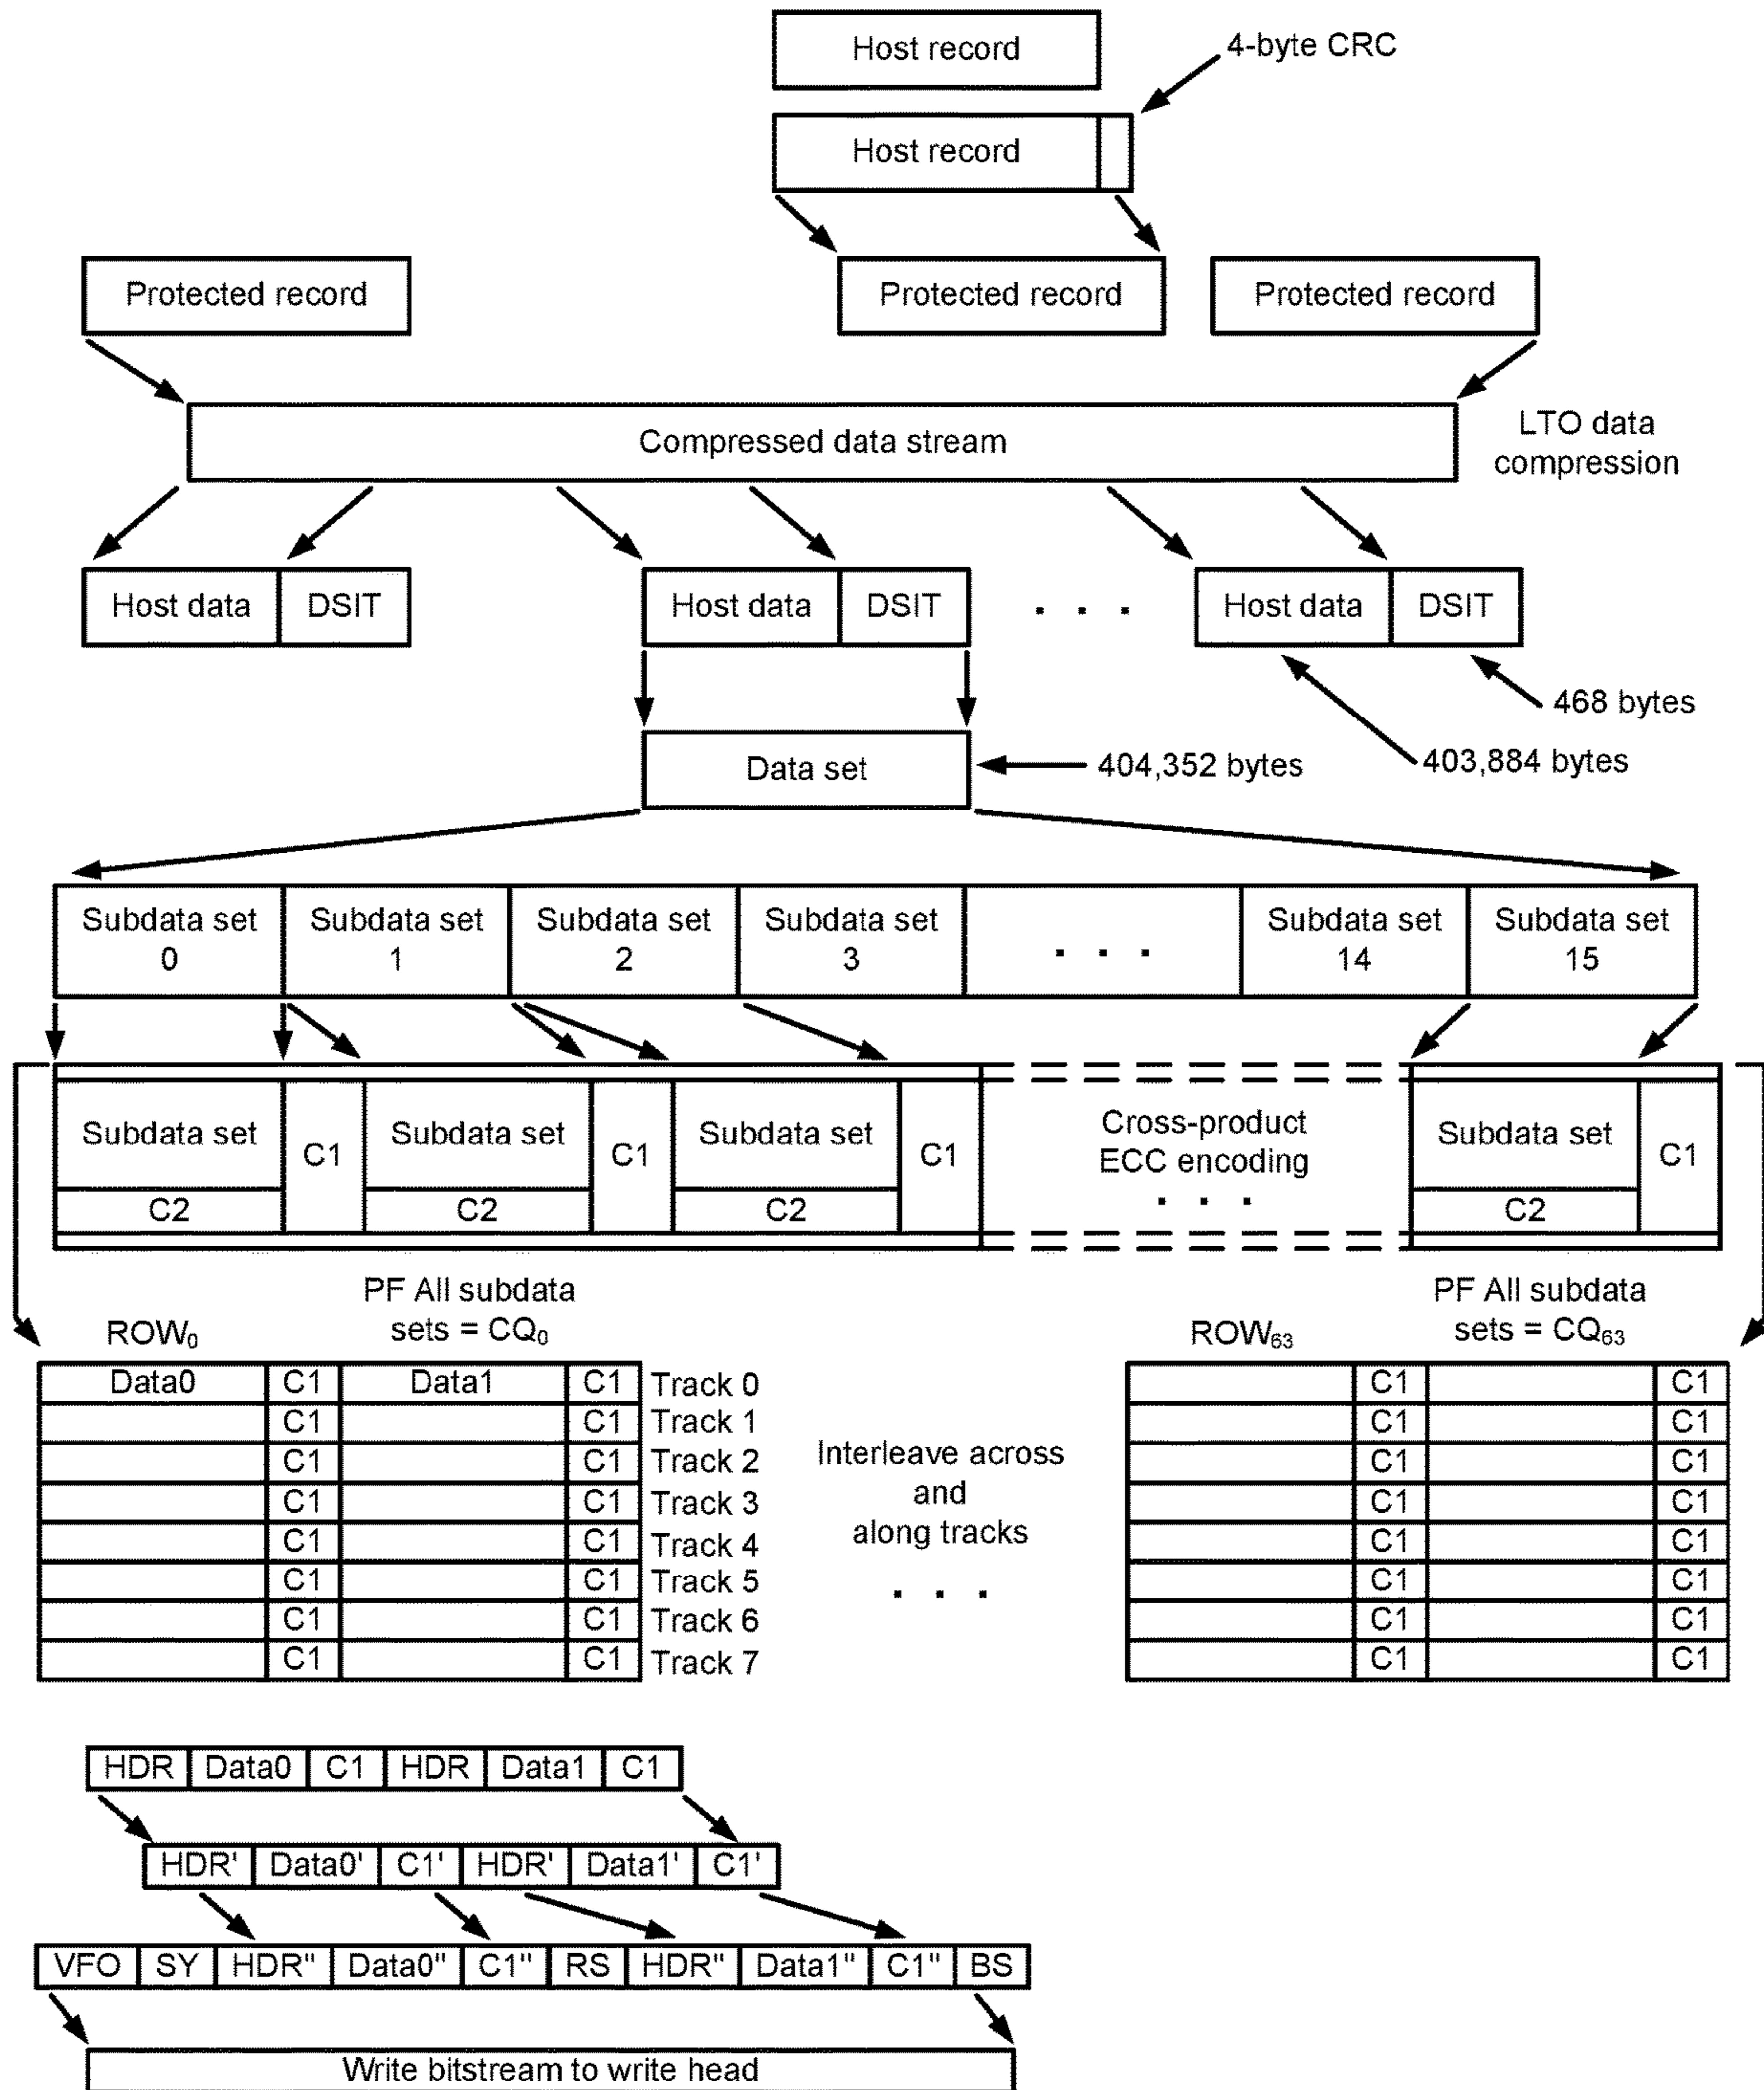 Host record
4-byte CRC
Host record
Protected record
Protected record
Protected record
Compressed data stream
LTO data
compression
Host data
DSIT
Host data
DSIT
. . .
Host data
DSIT
468 bytes
403,884 bytes
Data set
404,352 bytes
Subdata set
0
Subdata set
1
Subdata set
2
Subdata set
3
. . .
Subdata set
14
Subdata set
15
Subdata set
C2
C1
Subdata set
C2
C1
Subdata set
C2
C1
Cross-product
ECC encoding
. . .
Subdata set
C2
C1
ROW₀
PF All subdata
sets = CQ₀
ROW₆₃
PF All subdata
sets = CQ₆₃
Data0 C1 Data1 C1 Track 0
C1 C1 Track 1
C1 C1 Track 2
C1 C1 Track 3
C1 C1 Track 4
C1 C1 Track 5
C1 C1 Track 6
C1 C1 Track 7
Interleave across
and
along tracks
. . .
C1 C1
C1 C1
C1 C1
C1 C1
C1 C1
C1 C1
C1 C1
C1 C1
HDR Data0 C1 HDR Data1 C1
HDR' Data0' C1' HDR' Data1' C1'
VFO SY HDR" Data0" C1" RS HDR" Data1" C1" BS
Write bitstream to write head